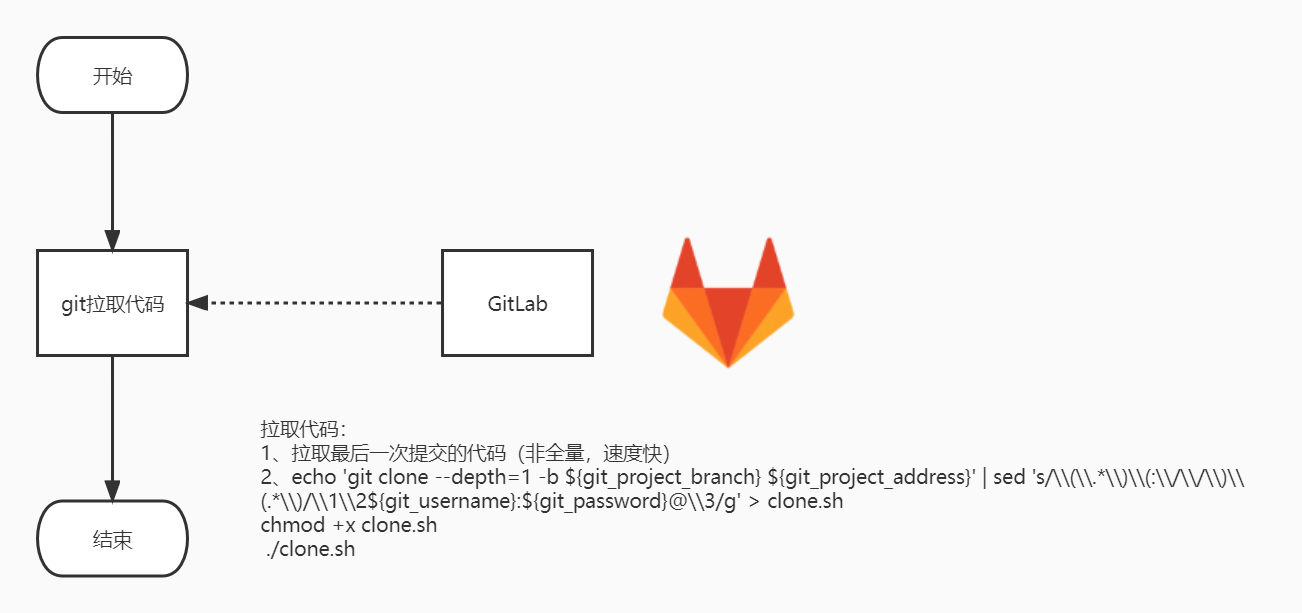 开始
git拉取代码
GitLab
拉取代码：
1、拉取最后一次提交的代码（非全量，速度快）
2、echo 'git clone --depth=1 -b ${git_project_branch} ${git_project_address}' | sed 's/\\(\\.*\\)\\(:\\/\\/\\)\\
(.*\\)/\\1\\2${git_username}:${git_password}@\\3/g' > clone.sh
chmod +x clone.sh
./clone.sh
结束